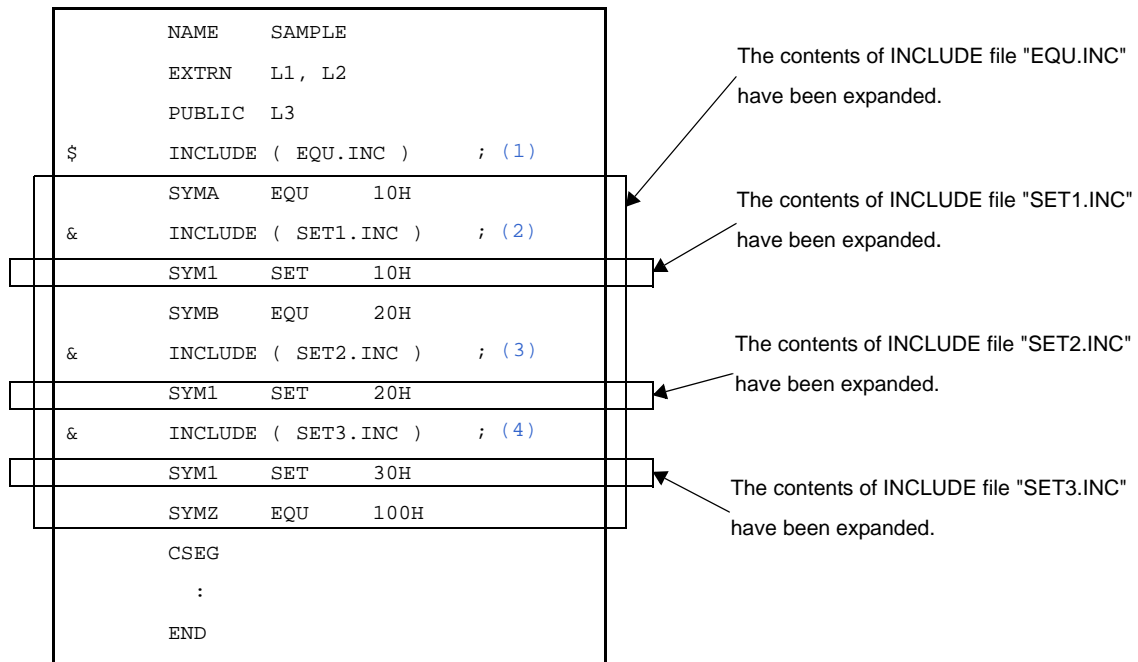 NAME SAMPLE
EXTRN L1, L2
PUBLIC L3
$ INCLUDE ( EQU.INC ) ; (1)
SYMA EQU 10H
& INCLUDE ( SET1.INC ) ; (2)
SYM1 SET 10H
SYMB EQU 20H
& INCLUDE ( SET2.INC ) ; (3)
SYM1 SET 20H
& INCLUDE ( SET3.INC ) ; (4)
SYM1 SET 30H
SYMZ EQU 100H
CSEG
:
END
The contents of INCLUDE file "EQU.INC"
have been expanded.
The contents of INCLUDE file "SET1.INC"
have been expanded.
The contents of INCLUDE file "SET2.INC"
have been expanded.
The contents of INCLUDE file "SET3.INC"
have been expanded.